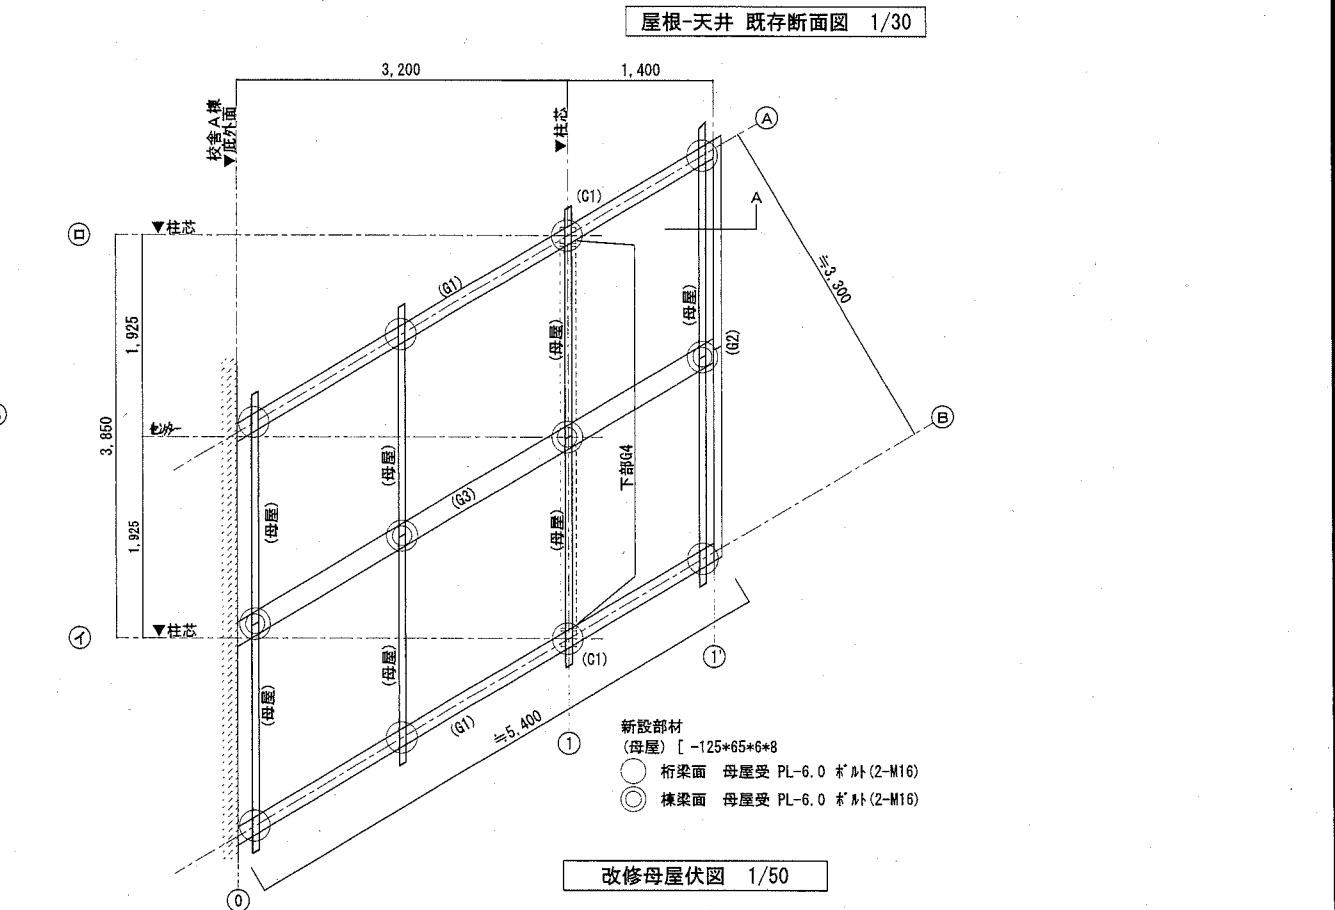 屋根-天井 既存断面図 1/30
3,200
1,400
校舎A棟
▼庇外面
▼柱芯
A
(G1)
A
ロ
▼柱芯
≒3,300
(G1)
(母屋)
(母屋)
(G2)
1,925
3,850
センター
B
(母屋)
下部G4
(G3)
(母屋)
(母屋)
1,925
イ
▼柱芯
(G1)
1'
(母屋)
(母屋)
(G1)
≒5,400
1
新設部材
(母屋) [ -125*65*6*8
桁梁面 母屋受 PL-6.0 ボルト(2-M16)
棟梁面 母屋受 PL-6.0 ボルト(2-M16)
改修母屋伏図 1/50
0